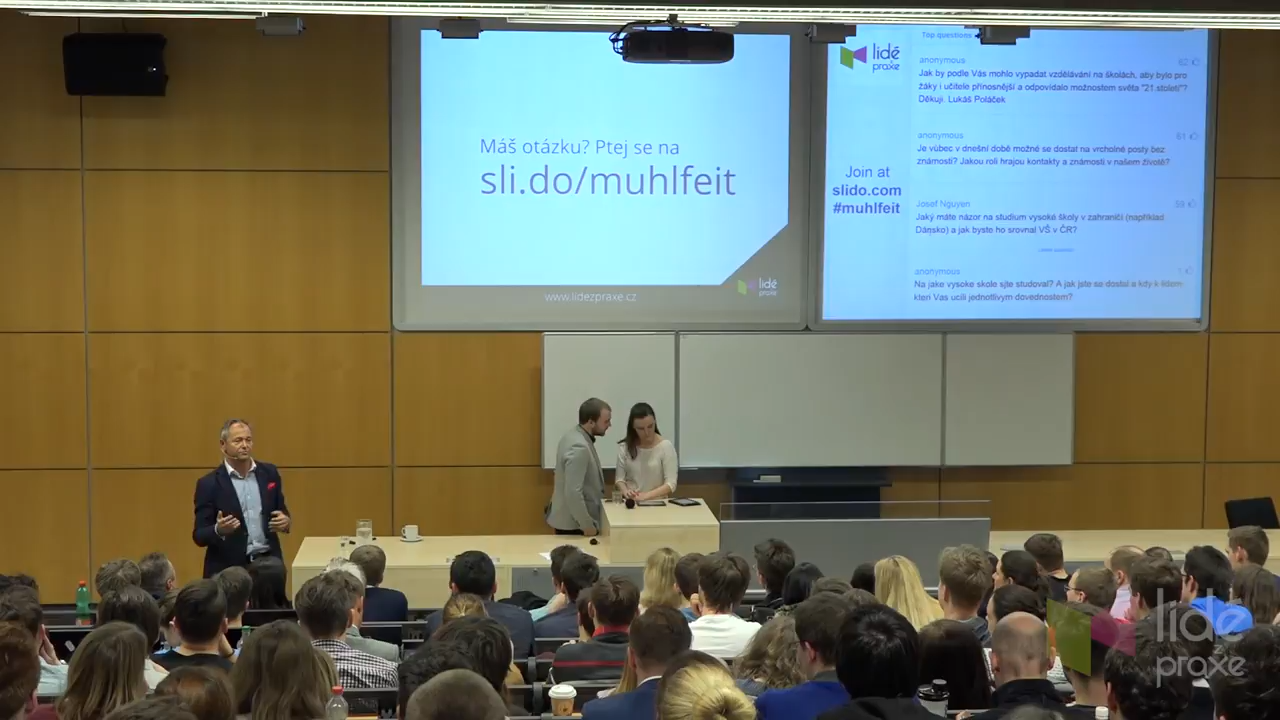 Máš otázku? Ptej se na
sli.do/muhlfeit
www.lidezpraxe.cz
lidé
z praxe
lidé
z praxe
Join at
slido.com
#muhlfeit
Top questions
anonymous
62
Jak by podle Vás mohlo vypadat vzdělávání na školách, aby bylo pro
žáky i učitele přínosnější a odpovídalo možnostem světa "21.století"?
Děkuji. Lukáš Poláček
anonymous
61
Je vůbec v dnešní době možné se dostat na vrcholné posty bez
známostí? Jakou roli hrajou kontakty a známosti v našem životě?
Josef Nguyen
59
Jaký máte názor na studium vysoké školy v zahraničí (například
Dánsko) a jak byste ho srovnal VŠ v ČR?
anonymous
1
Na jake vysoke skole sjte studoval? A jak jste se dostal a kdy k lidem
kteri Vas ucili jednotlivym dovednostem?
lidé
z praxe